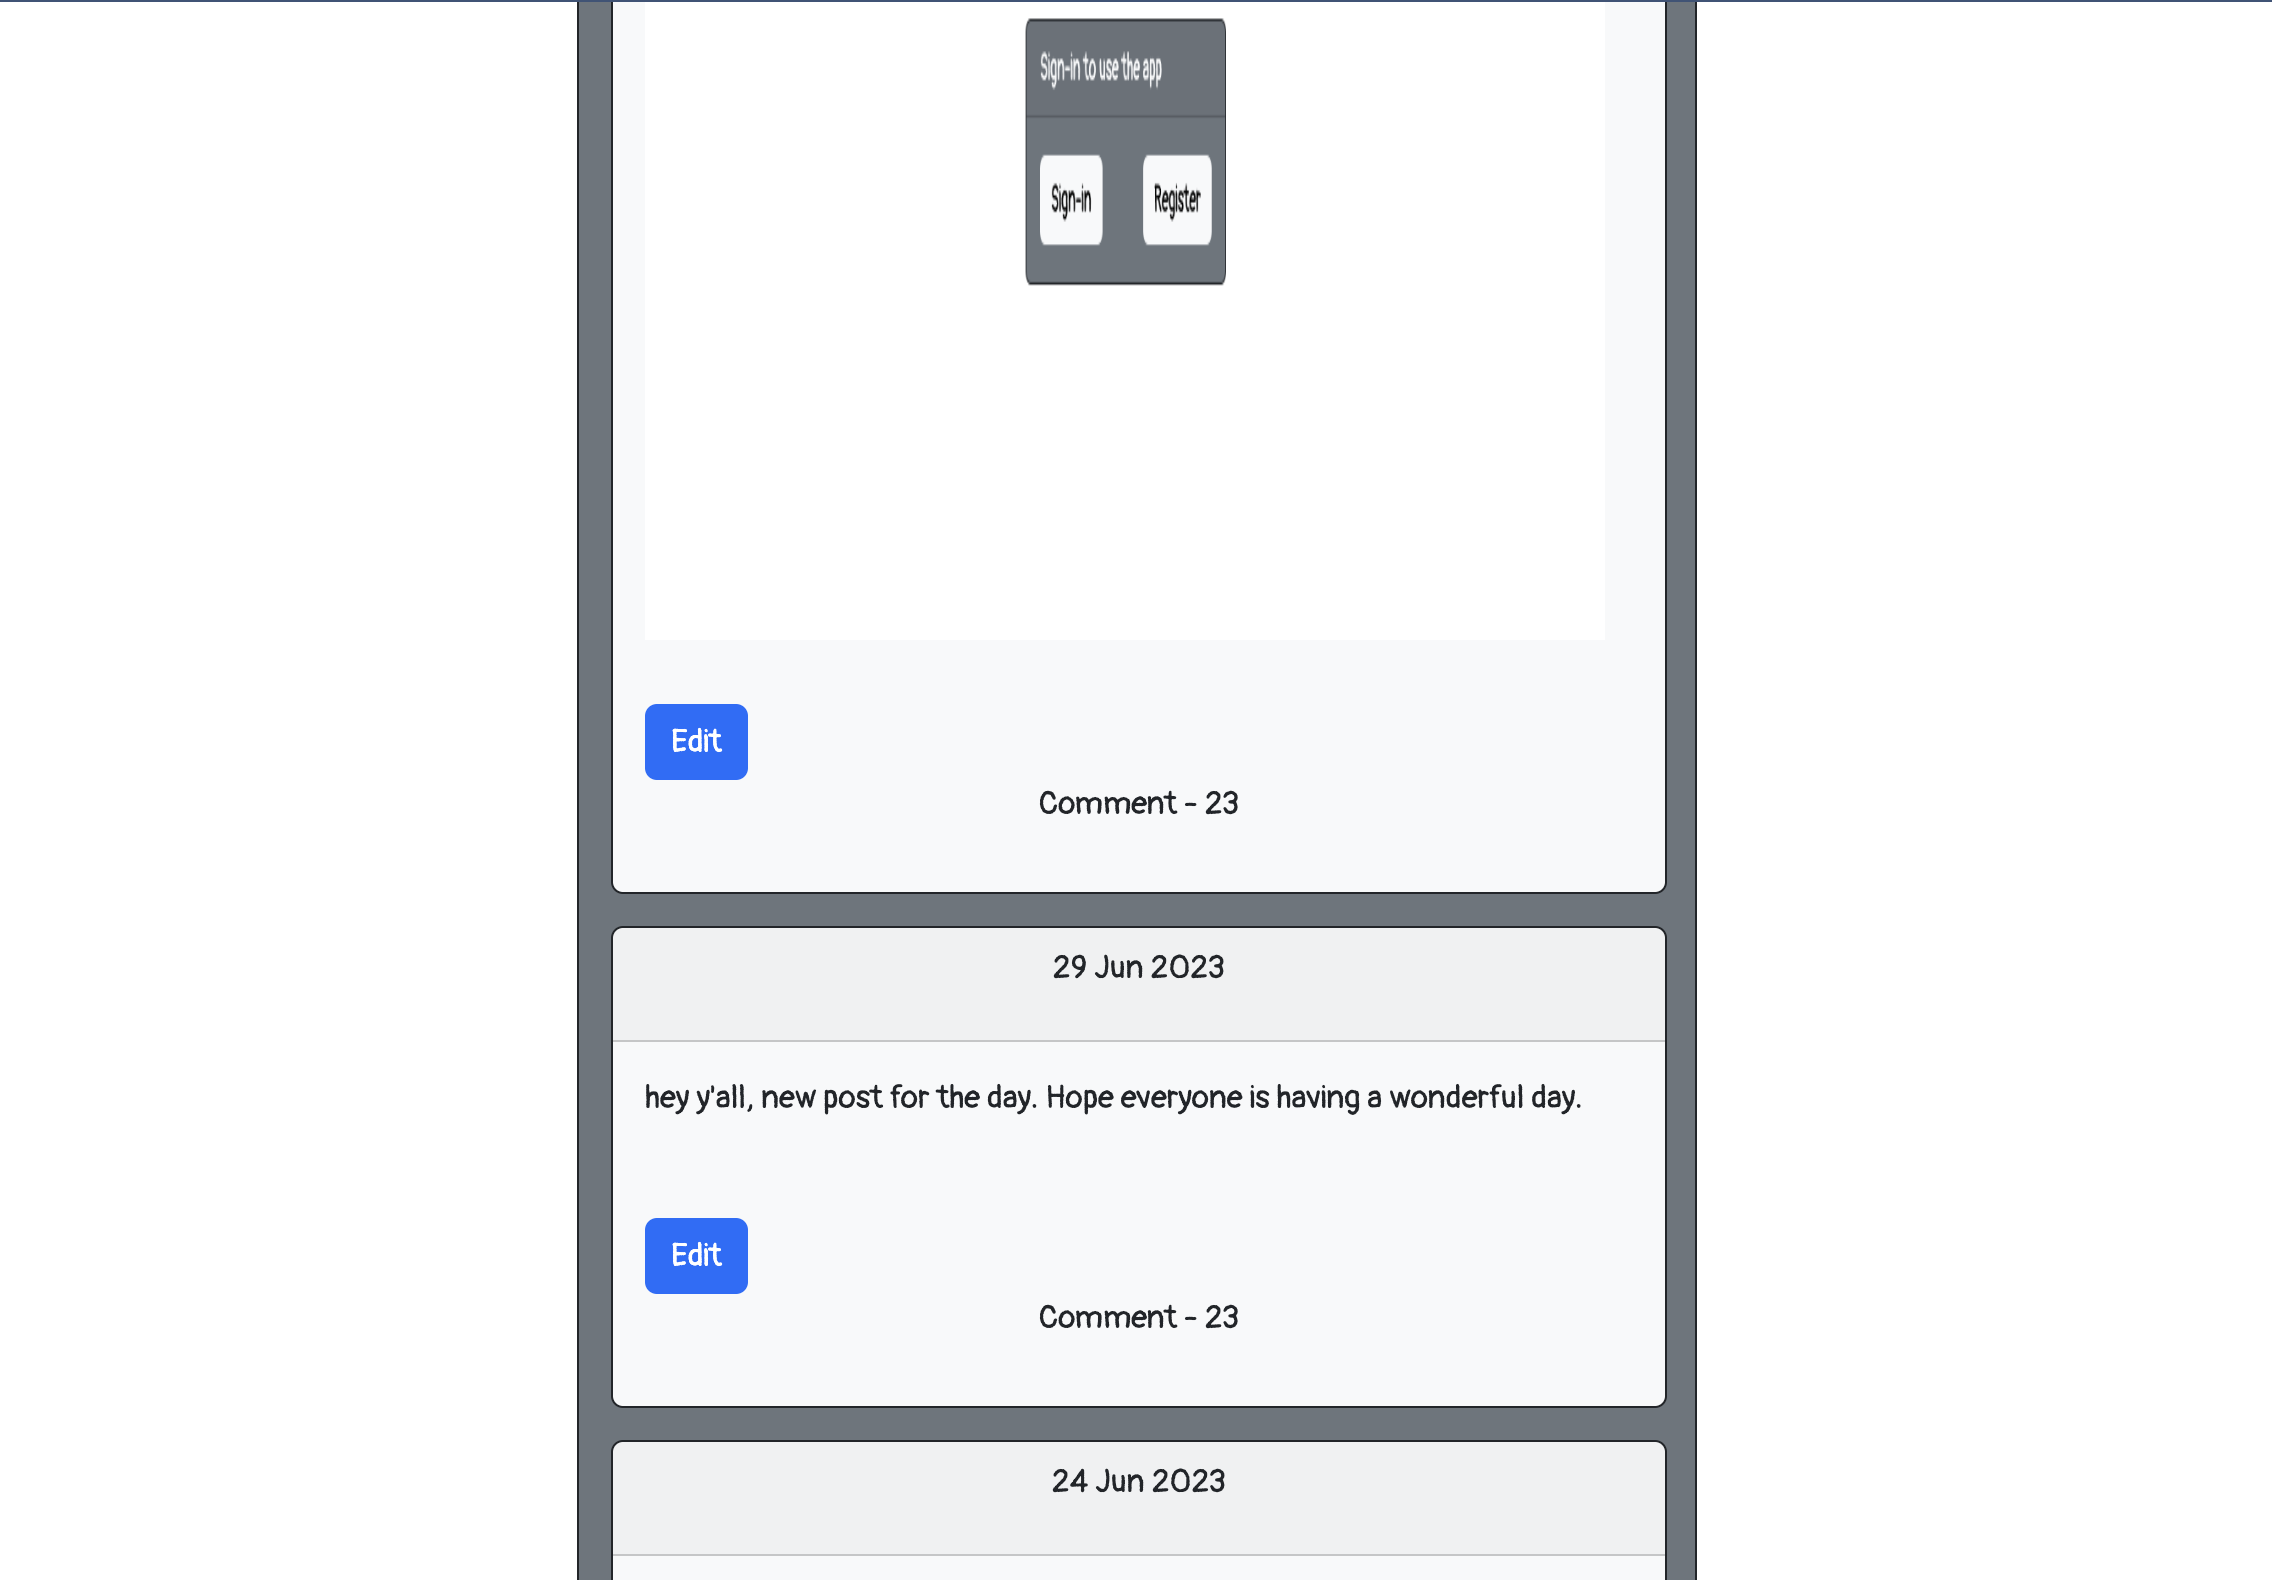 Sign-in to use the app
Sign-in
Register
Edit
Comment - 23
29 Jun 2023
hey y'all, new post for the day. Hope everyone is having a wonderful day.
Edit
Comment - 23
24 Jun 2023